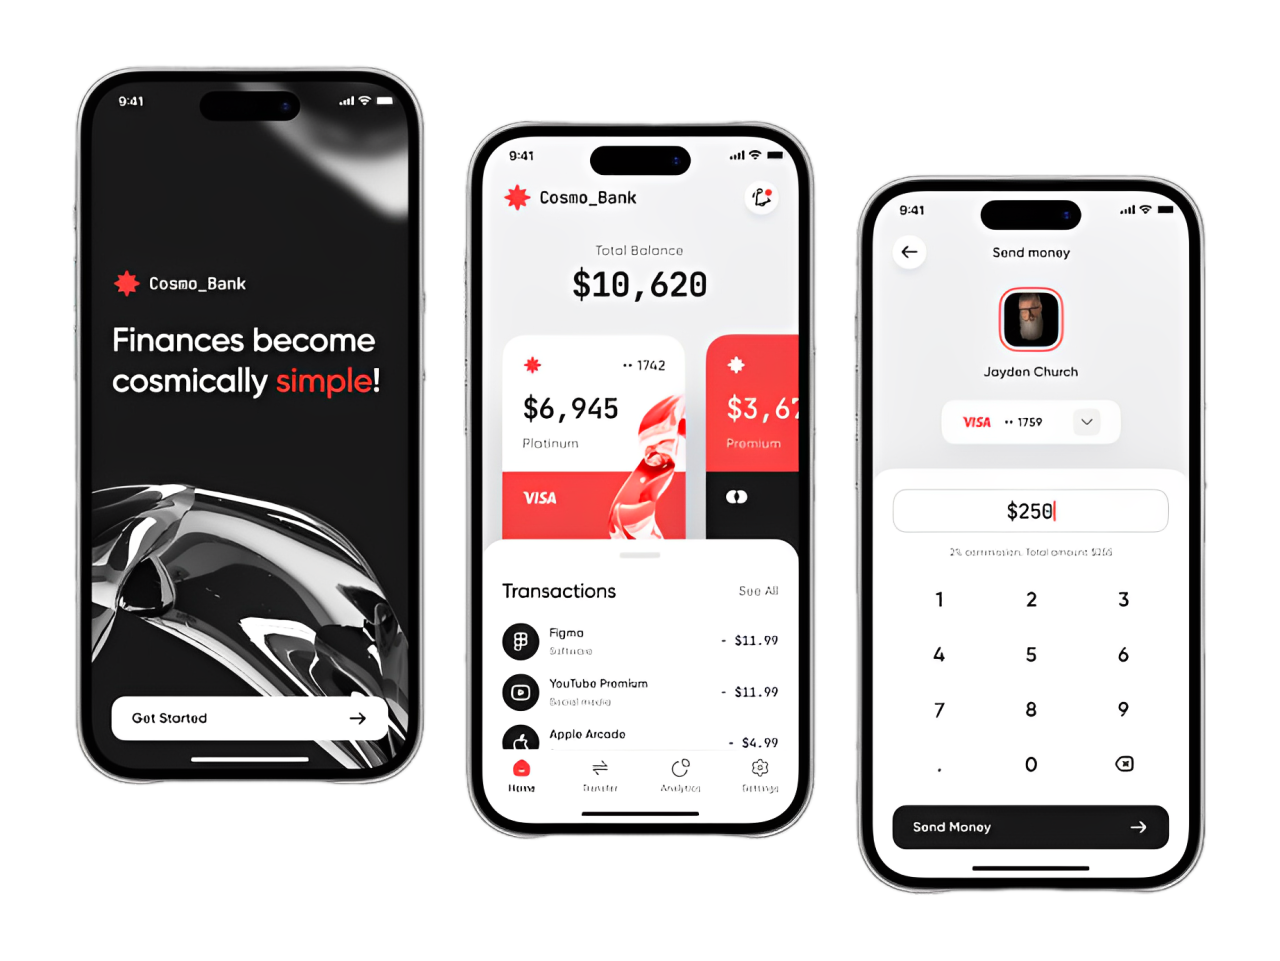 9:41
Cosmo_Bank
Finances become
cosmically simple!
Get Started
9:41
Cosmo_Bank
Total Balance
$10,620
•• 1742
$6,945
Platinum
VISA
$3,67
Premium
Transactions
See All
Figma
- $11.99
Software
YouTube Premium
- $11.99
Social media
Apple Arcade
- $4.99
Home
Transfer
Analytics
Settings
9:41
Send money
Jayden Church
VISA •• 1759
$250
2% commission. Total amount $255
1 2 3
4 5 6
7 8 9
. 0
Send Money